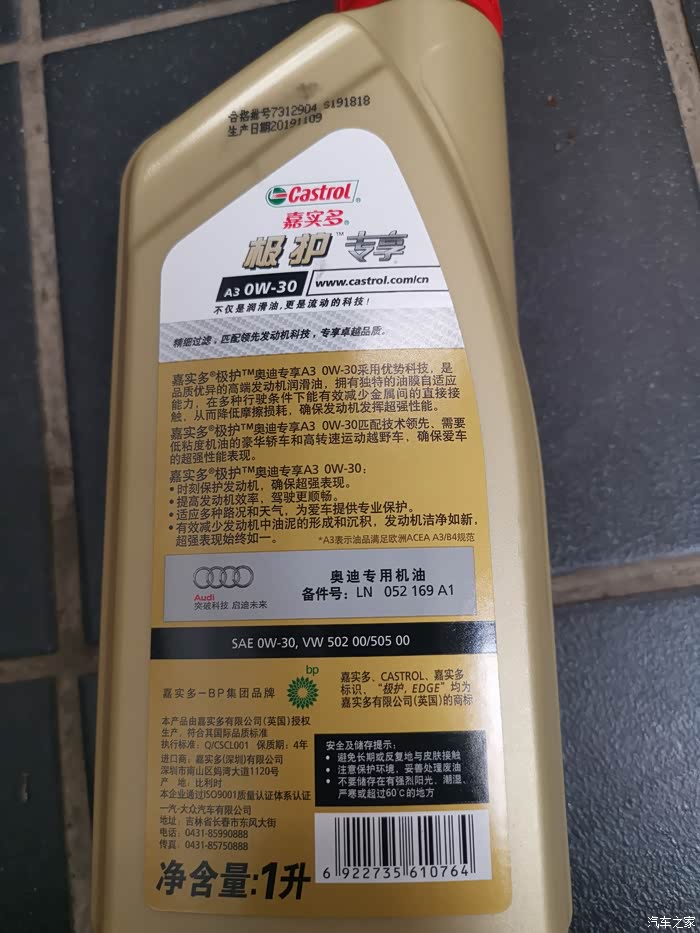 合格批号7312904 S191818
生产日期20191109
Castrol
嘉实多®
极护™专享®
A3 0W-30 www.castrol.com/cn
不仅是润滑油,更是流动的科技!
精细过滤,匹配领先发动机科技,专享卓越品质。
嘉实多®极护™奥迪专享A3 0W-30采用优势科技,是
品质优异的高端发动机润滑油,拥有独特的油膜自适应
能力,在多种行驶条件下能有效减少金属间的直接接
触,从而降低摩擦损耗,确保发动机发挥超强性能。
嘉实多®极护™奥迪专享A3 0W-30匹配技术领先,需要
低粘度机油的豪华轿车和高转速运动越野车,确保爱车
的超强性能表现。
嘉实多®极护™奥迪专享A3 0W-30:
• 时刻保护发动机,确保超强表现。
• 提高发动机效率,驾驶更顺畅。
• 适应多种路况和天气,为爱车提供专业保护。
• 有效减少发动机中油泥的形成和沉积,发动机洁净如新,
超强表现始终如一。 *A3表示油品满足欧洲ACEA A3/B4规范
Audi
突破科技 启迪未来
奥迪专用机油
备件号: LN 052 169 A1
SAE 0W-30, VW 502 00/505 00
嘉实多-BP集团品牌
bp
嘉实多、CASTROL、嘉实多
标识、"极护, EDGE"均为
嘉实多有限公司(英国)的商标
本产品由嘉实多有限公司(英国)授权
生产,符合其国际品质标准
执行标准: Q/CSCL001 保质期: 4年
进口商: 嘉实多(深圳)有限公司
深圳市南山区妈湾大道1120号
产 地: 比利时
本企业通过ISO9001质量认证体系认证
一汽-大众汽车有限公司
地址: 吉林省长春市东风大街
电话: 0431-85990888
传真: 0431-85750888
安全及储存提示:
• 避免长期或反复地与皮肤接触
• 注意保护环境,妥善处理废油
• 不要储存在有强烈阳光、潮湿、
严寒或超过60℃的地方
净含量:1升
6 922735 610764
汽车之家